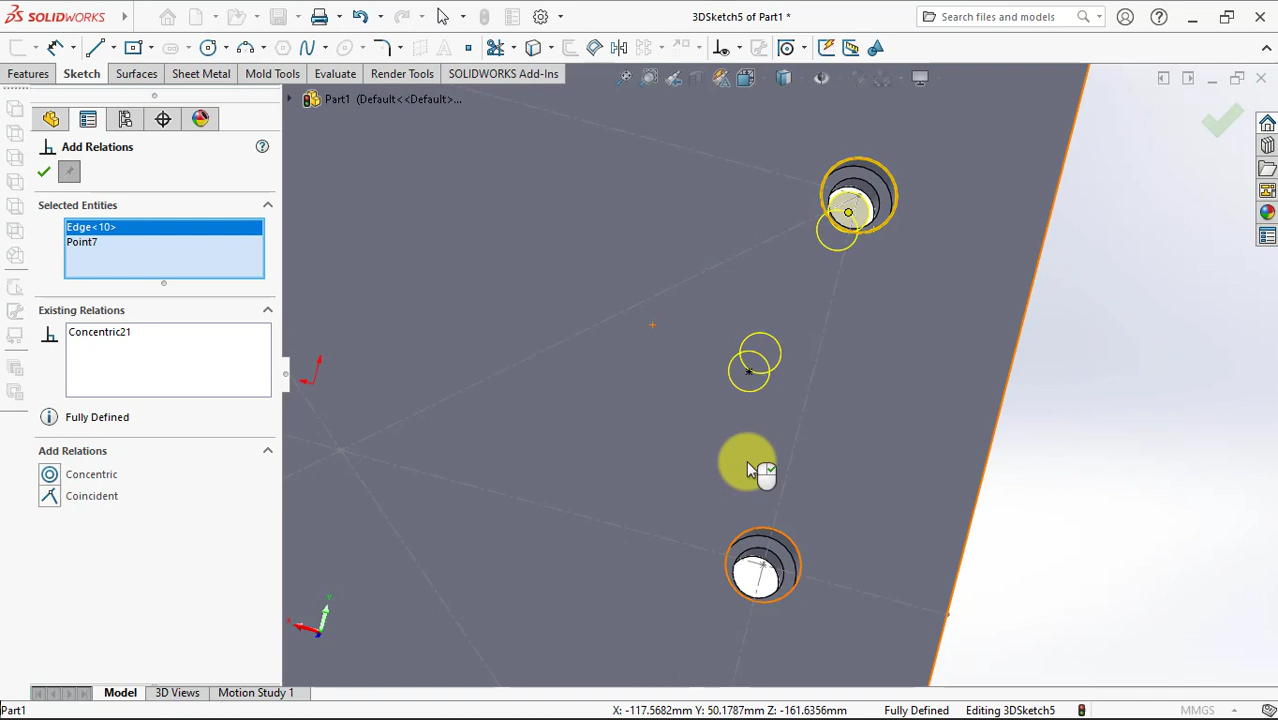 SOLIDWORKS
3DSketch5 of Part1 *
Search files and models
Features
Sketch
Surfaces
Sheet Metal
Mold Tools
Evaluate
Render Tools
SOLIDWORKS Add-Ins
Part1 (Default<<Default>...
Add Relations
Selected Entities
Edge<10>
Point7
Existing Relations
Concentric21
Fully Defined
Add Relations
Concentric
Coincident
Y
X
Model
3D Views
Motion Study 1
Part1
X: -117.5682mm Y: 50.1787mm Z: -161.6356mm
Fully Defined
Editing 3DSketch5
MMGS